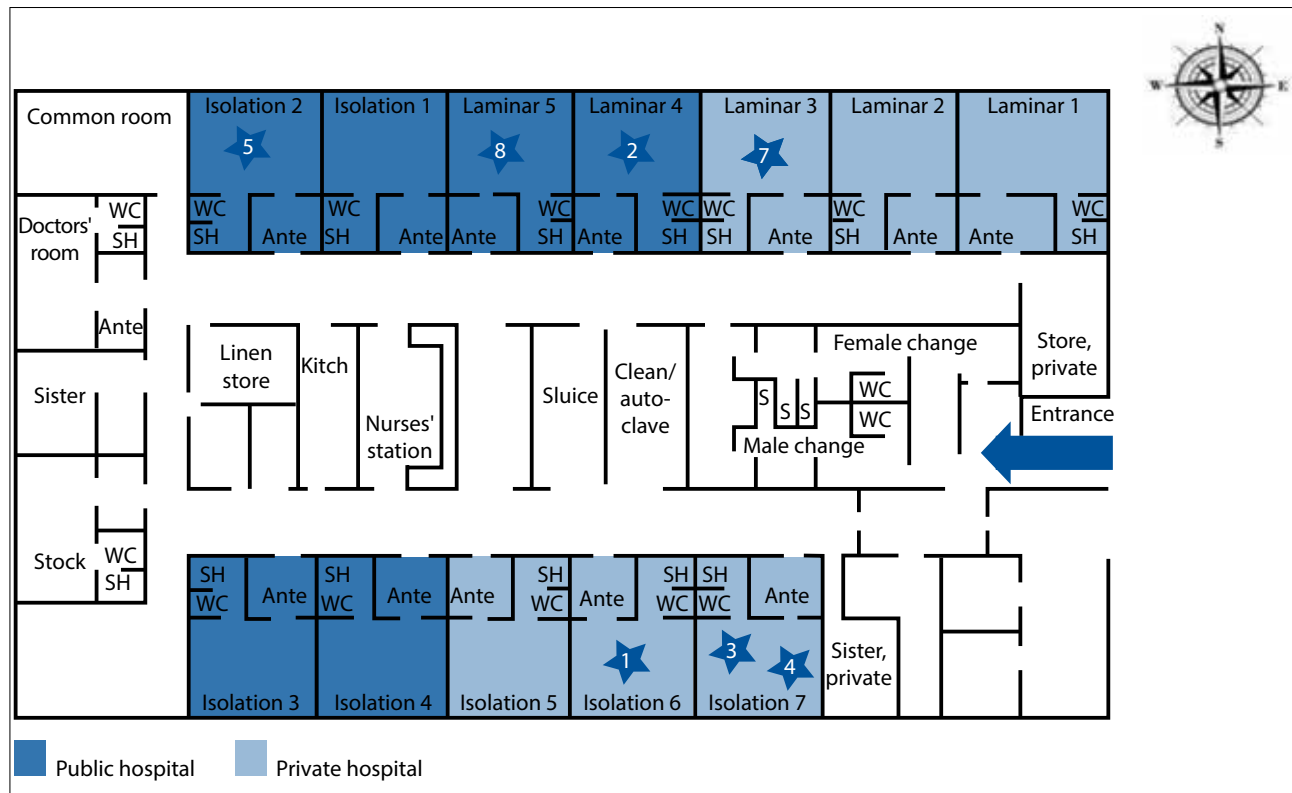 N
W
E
S
Common room
Isolation 2
Isolation 1
Laminar 5
Laminar 4
Laminar 3
Laminar 2
Laminar 1
5
8
2
7
WC
SH
Ante
WC
SH
Ante
Ante
WC
SH
Ante
WC
SH
WC
SH
Ante
WC
SH
Ante
Ante
WC
SH
Doctors'
room
WC
SH
Ante
Sister
Stock
WC
SH
Linen
store
Kitch
Nurses'
station
Sluice
Clean/
auto-
clave
Female change
S
S
S
WC
WC
Male change
Store,
private
Entrance
SH
WC
Ante
SH
WC
Ante
Ante
SH
WC
Ante
SH
WC
SH
WC
Ante
1
3
4
Isolation 3
Isolation 4
Isolation 5
Isolation 6
Isolation 7
Sister,
private
Public hospital
Private hospital